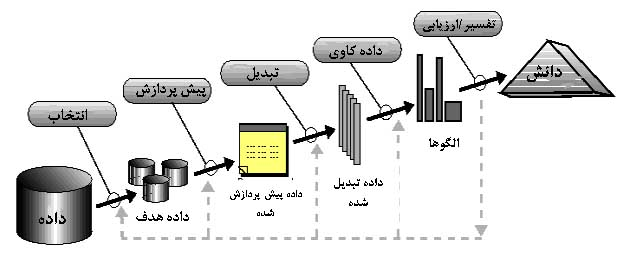 تفسیر/ارزیابی
داده کاوی
تبدیل
پیش پردازش
انتخاب
دانش
الگوها
داده تبدیل
شده
داده پیش پردازش
شده
داده هدف
داده